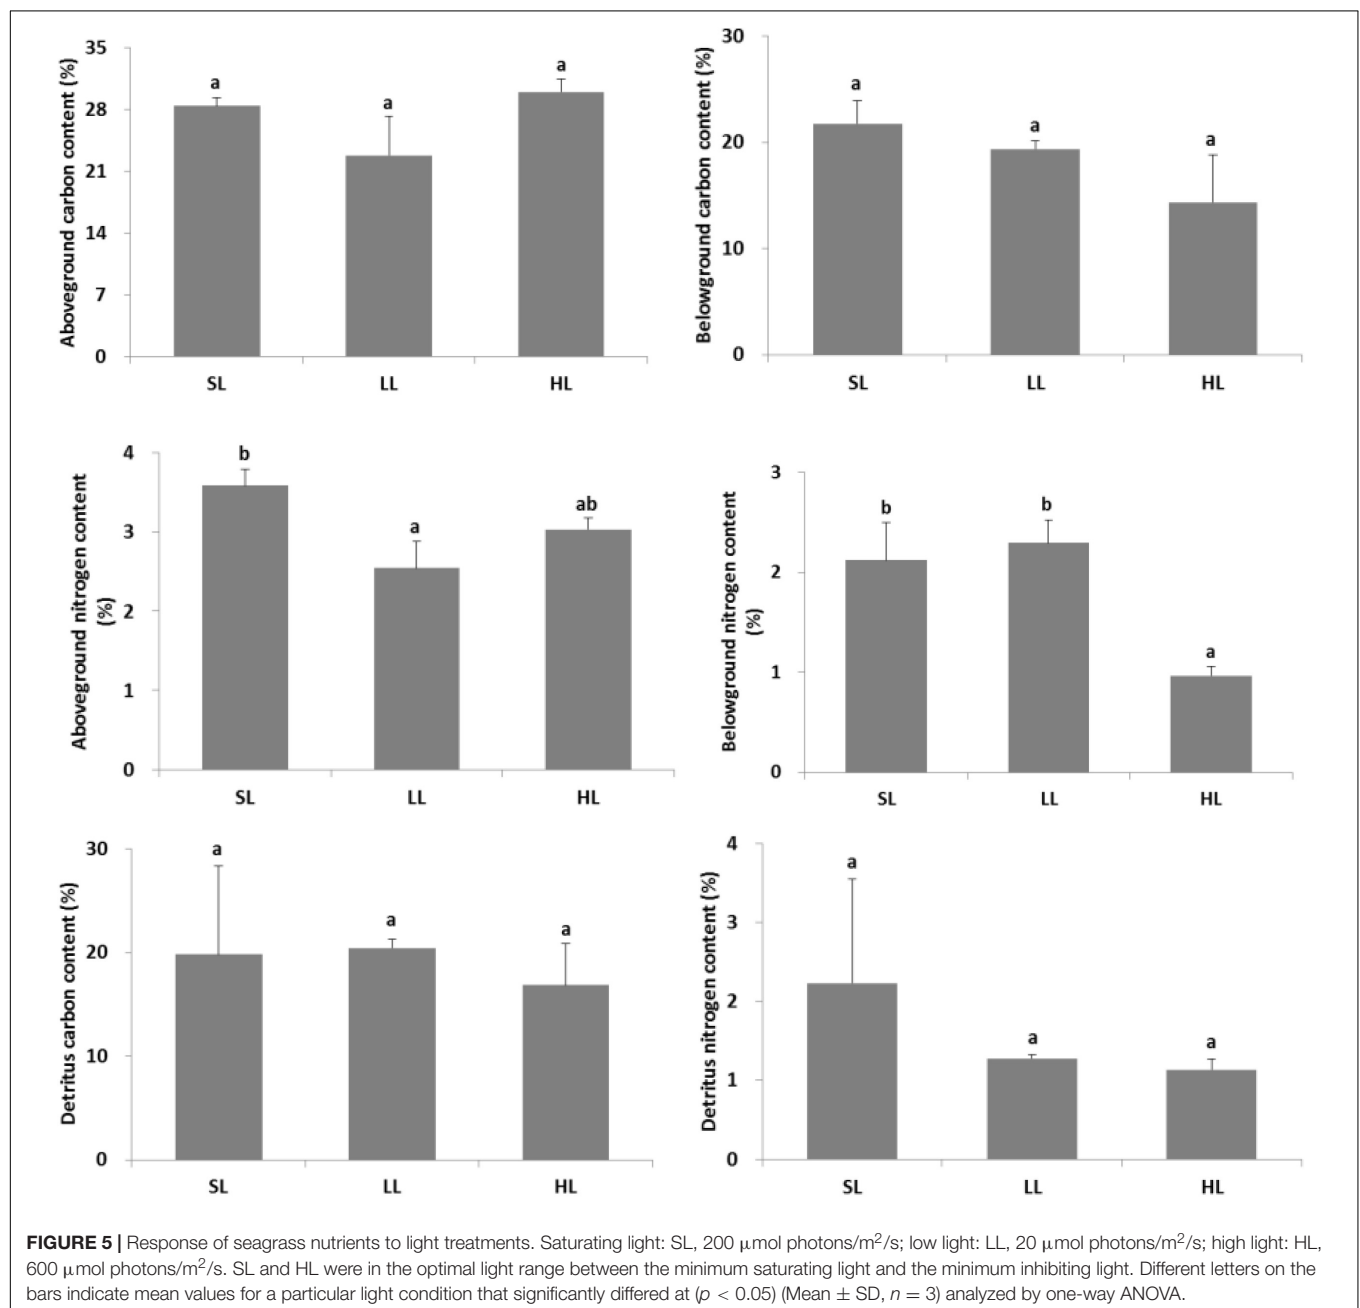 Aboveground carbon content (%)
35
28
21
14
7
0
a
a
a
SL
LL
HL
Belowground carbon content (%)
30
20
10
0
a
a
a
SL
LL
HL
Aboveground nitrogen content
(%)
4
3
2
1
0
b
a
ab
SL
LL
HL
Belowground nitrogen content
(%)
3
2
1
0
b
b
a
SL
LL
HL
Detritus carbon content (%)
30
20
10
0
a
a
a
SL
LL
HL
Detritus nitrogen content (%)
4
3
2
1
0
a
a
a
SL
LL
HL
FIGURE 5 | Response of seagrass nutrients to light treatments. Saturating light: SL, 200 μmol photons/m²/s; low light: LL, 20 μmol photons/m²/s; high light: HL,
600 μmol photons/m²/s. SL and HL were in the optimal light range between the minimum saturating light and the minimum inhibiting light. Different letters on the
bars indicate mean values for a particular light condition that significantly differed at (p < 0.05) (Mean ± SD, n = 3) analyzed by one-way ANOVA.